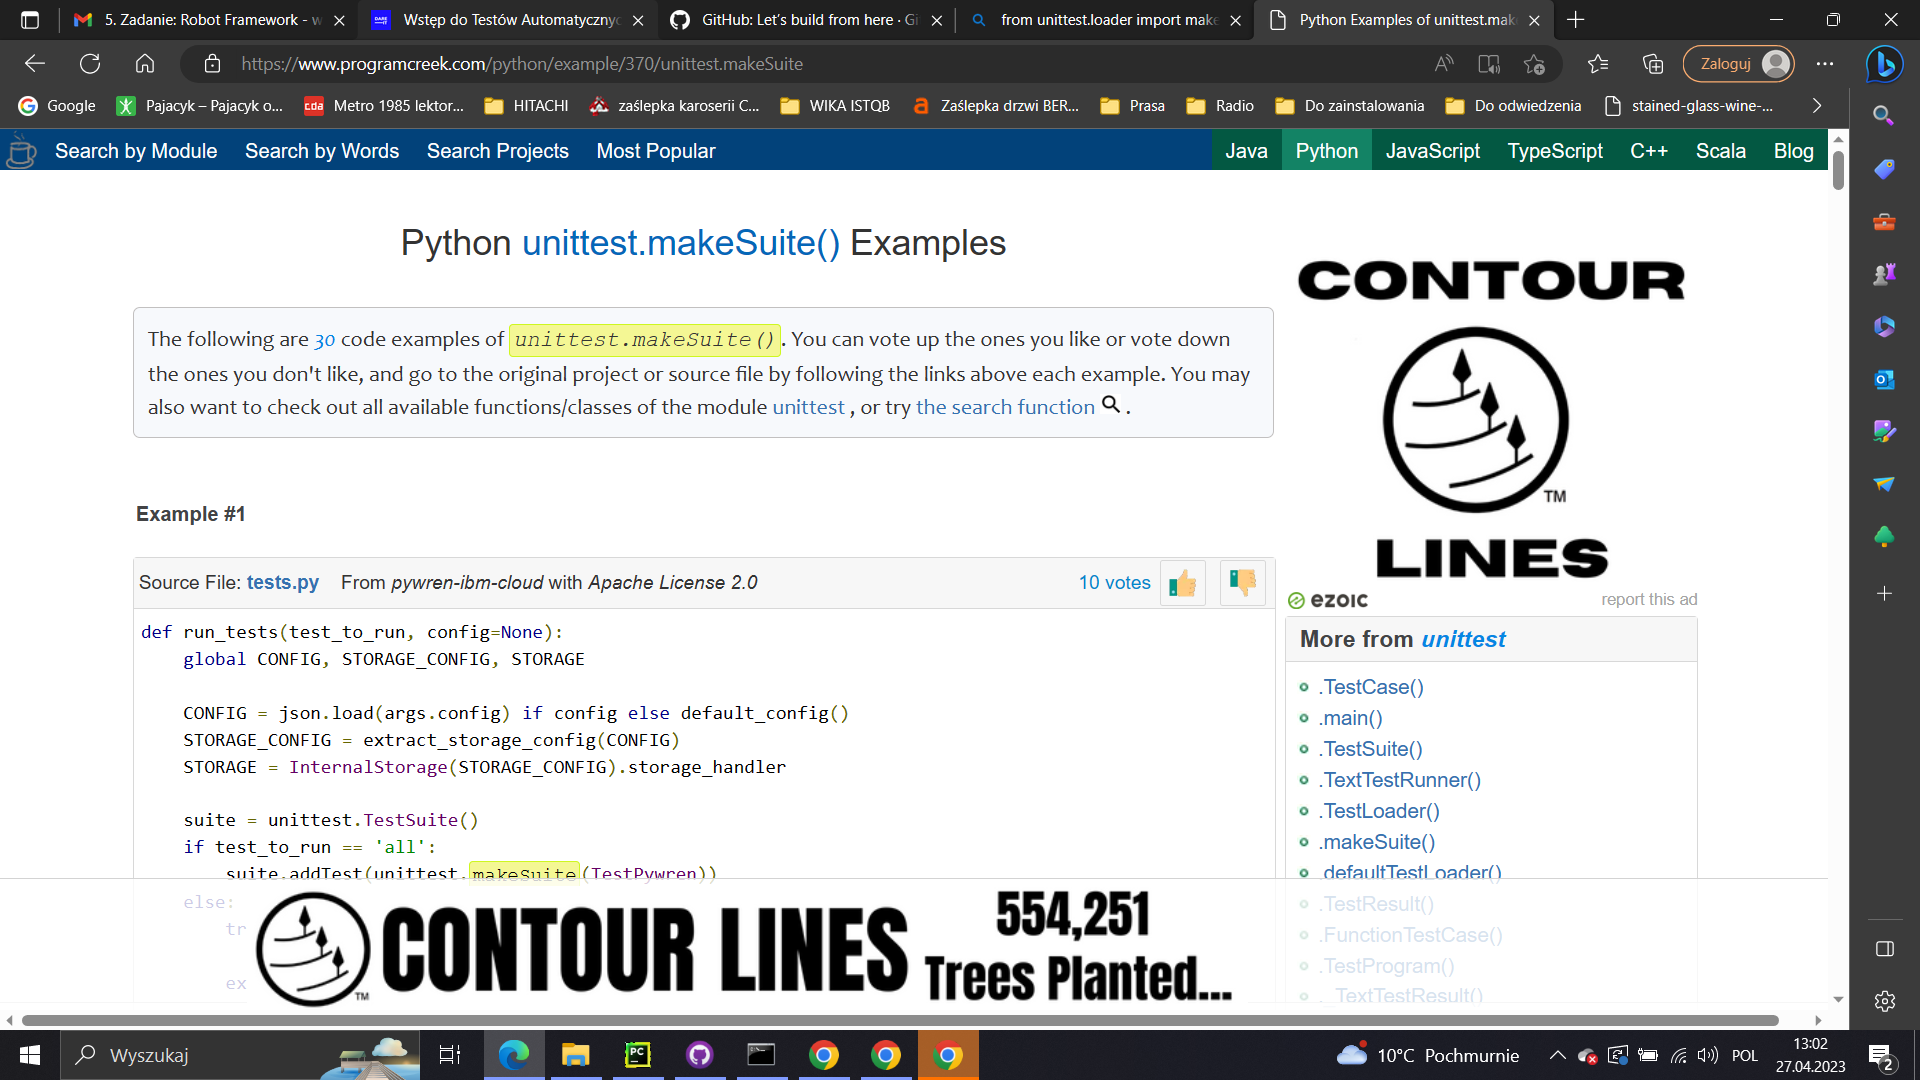 5. Zadanie: Robot Framework - w
Wstęp do Testów Automatyczny
GitHub: Let's build from here · Gi
from unittest.loader import make
Python Examples of unittest.mak
https://www.programcreek.com/python/example/370/unittest.makeSuite
Zaloguj
Google
Pajacyk – Pajacyk o...
cda
Metro 1985 lektor...
HITACHI
zaślepka karoserii C...
WIKA ISTQB
Zaślepka drzwi BER...
Prasa
Radio
Do zainstalowania
Do odwiedzenia
stained-glass-wine-...
Search by Module
Search by Words
Search Projects
Most Popular
Java
Python
JavaScript
TypeScript
C++
Scala
Blog
Python unittest.makeSuite() Examples
The following are 30 code examples of unittest.makeSuite(). You can vote up the ones you like or vote down
the ones you don't like, and go to the original project or source file by following the links above each example. You may
also want to check out all available functions/classes of the module unittest , or try the search function .
Example #1
Source File: tests.py From pywren-ibm-cloud with Apache License 2.0
10 votes
def run_tests(test_to_run, config=None):
global CONFIG, STORAGE_CONFIG, STORAGE
CONFIG = json.load(args.config) if config else default_config()
STORAGE_CONFIG = extract_storage_config(CONFIG)
STORAGE = InternalStorage(STORAGE_CONFIG).storage_handler
suite = unittest.TestSuite()
if test_to_run == 'all':
suite.addTest(unittest.makeSuite(TestPywren))
else:
tr
ex
CONTOUR
TM
LINES
ezoic
report this ad
More from unittest
.TestCase()
.main()
.TestSuite()
.TextTestRunner()
.TestLoader()
.makeSuite()
.defaultTestLoader()
.TestResult()
.FunctionTestCase()
.TestProgram()
._TextTestResult()
TM
CONTOUR LINES
554,251
Trees Planted...
Wyszukaj
PC
10°C Pochmurnie
POL
13:02
27.04.2023
2